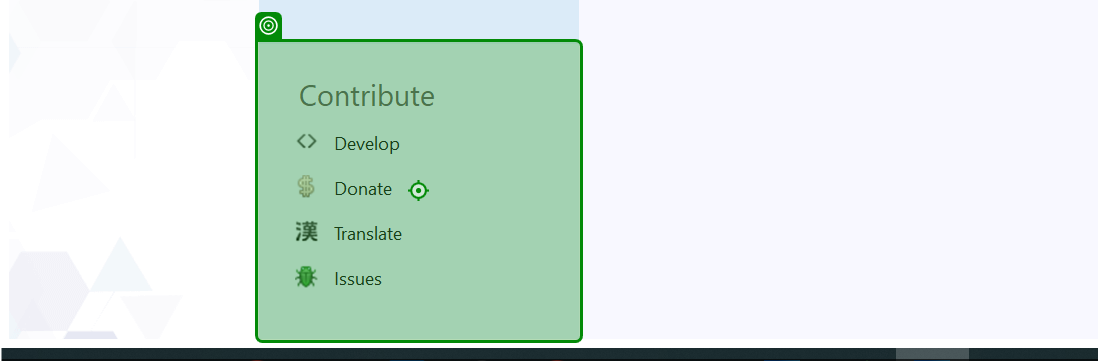 Contribute
Develop
Donate
漢 Translate
Issues